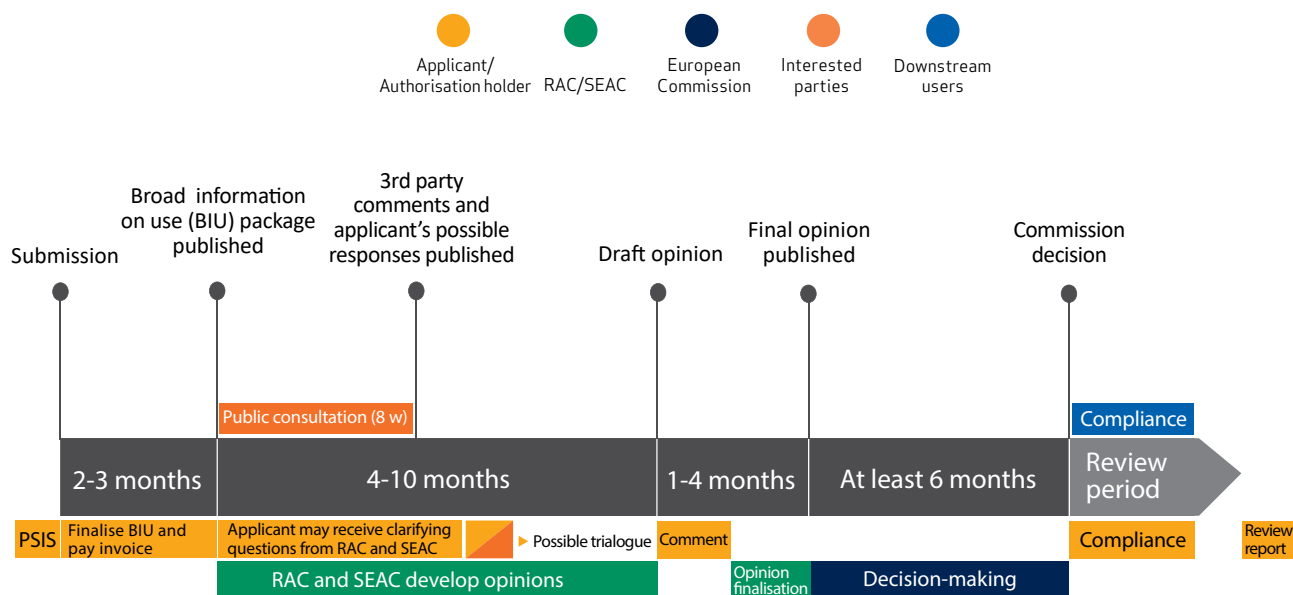 Applicant/
Authorisation holder
RAC/SEAC
European
Commission
Interested
parties
Downstream
users
Submission
Broad information
on use (BIU) package
published
3rd party
comments and
applicant's possible
responses published
Draft opinion
Final opinion
published
Commission
decision
Public consultation (8 w)
Compliance
2-3 months
4-10 months
1-4 months
At least 6 months
Review
period
PSIS
Finalise BIU and
pay invoice
Applicant may receive clarifying
questions from RAC and SEAC
Possible trialogue
Comment
Compliance
Review
report
RAC and SEAC develop opinions
Opinion
finalisation
Decision-making